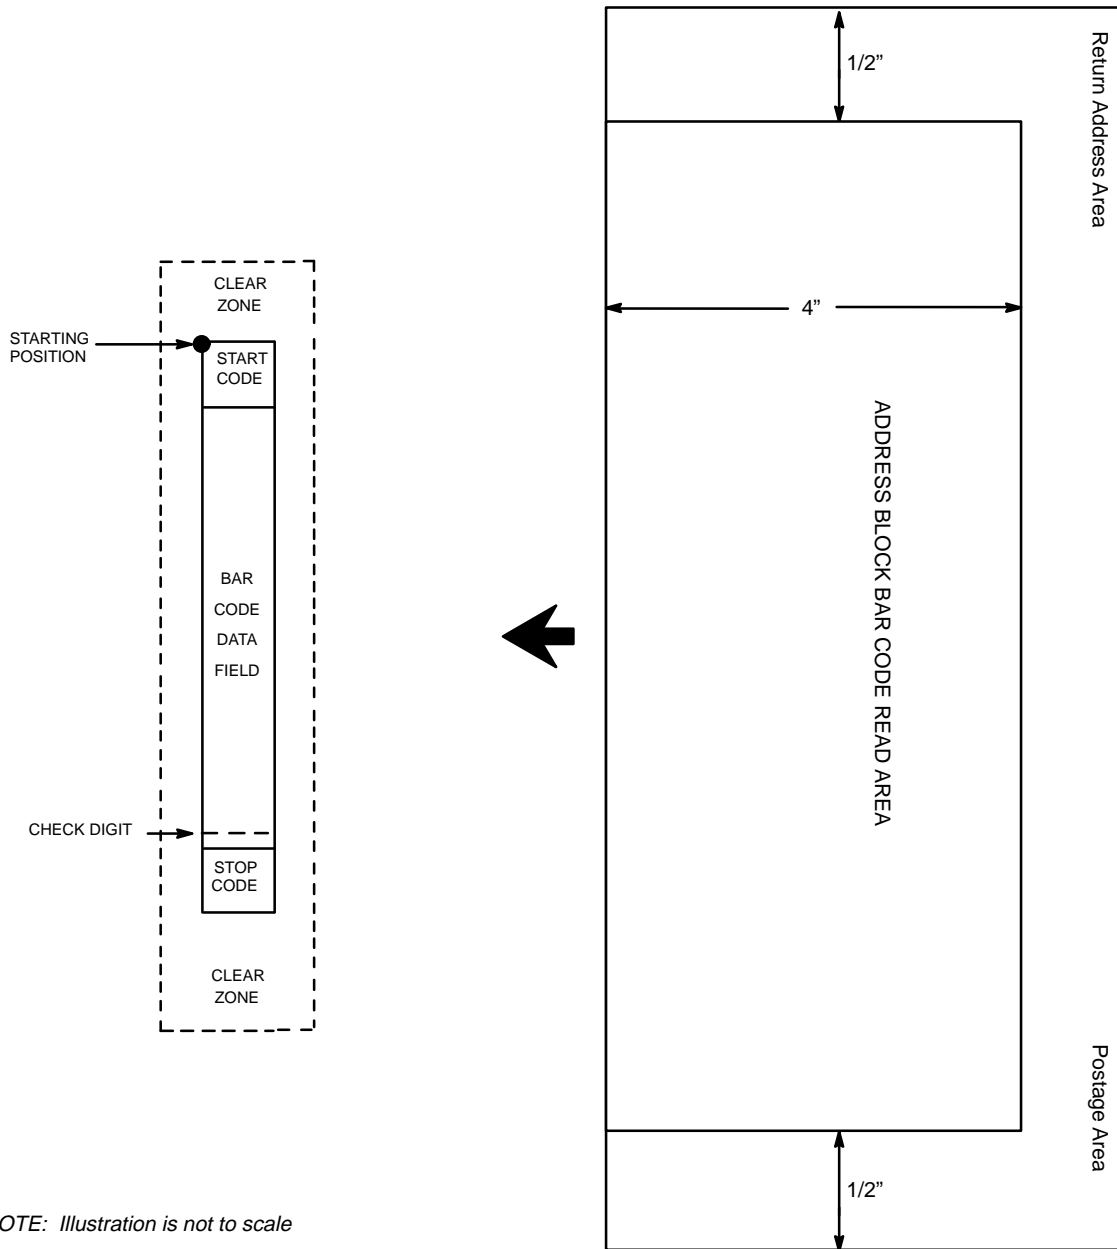 CLEAR
ZONE
STARTING
POSITION
START
CODE
BAR
CODE
DATA
FIELD
CHECK DIGIT
STOP
CODE
CLEAR
ZONE
OTE: Illustration is not to scale
1/2”
Return Address Area
4”
ADDRESS BLOCK BAR CODE READ AREA
Postage Area
1/2”